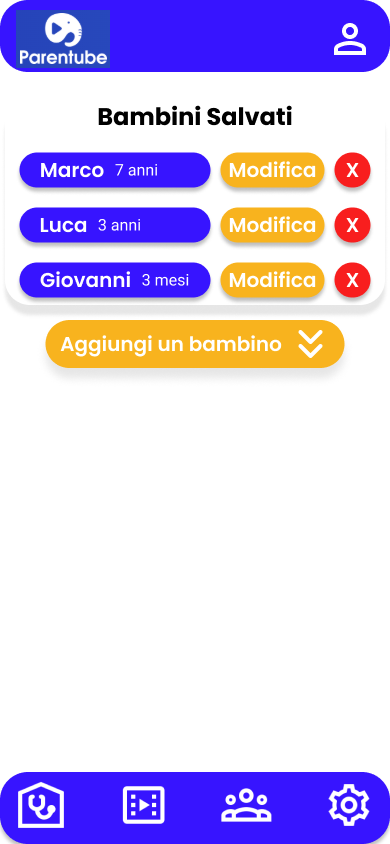 Parentube
Bambini Salvati
Marco 7 anni Modifica X
Luca 3 anni Modifica X
Giovanni 3 mesi Modifica X
Aggiungi un bambino